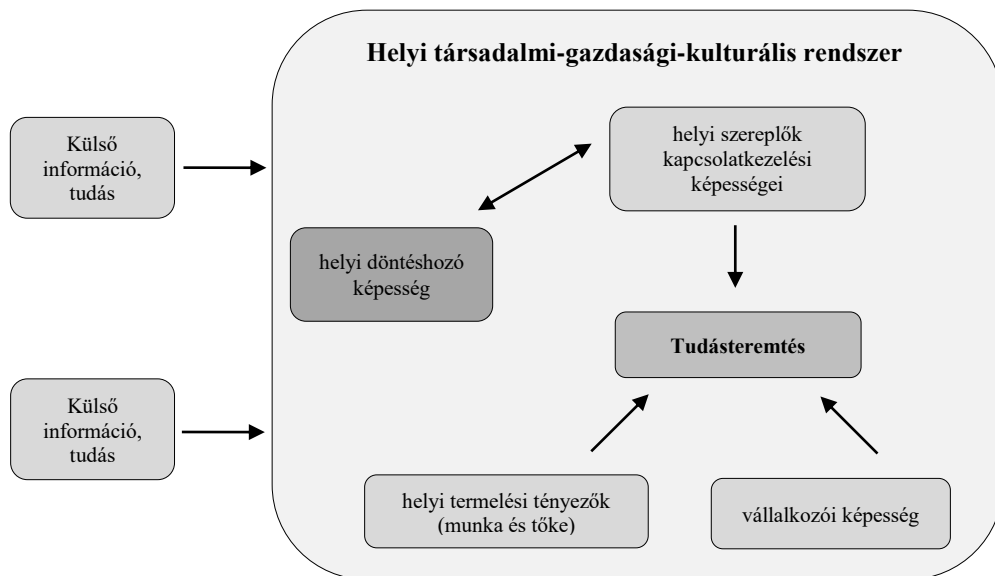 Helyi társadalmi-gazdasági-kulturális rendszer
Külső
információ,
tudás
helyi szereplők
kapcsolatkezelési
képességei
helyi döntéshozó
képesség
Tudásteremtés
Külső
információ,
tudás
helyi termelési tényezők
(munka és tőke)
vállalkozói képesség